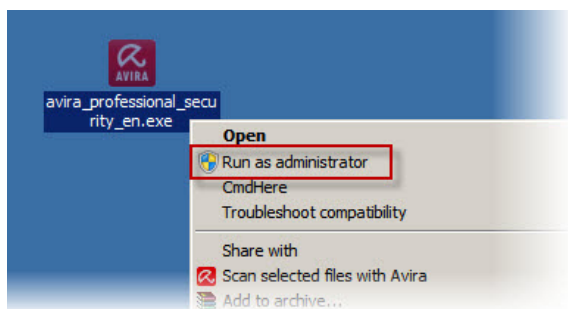 AVIRA
avira_professional_secu
rity_en.exe
Open
Run as administrator
CmdHere
Troubleshoot compatibility
Share with
Scan selected files with Avira
Add to archive...